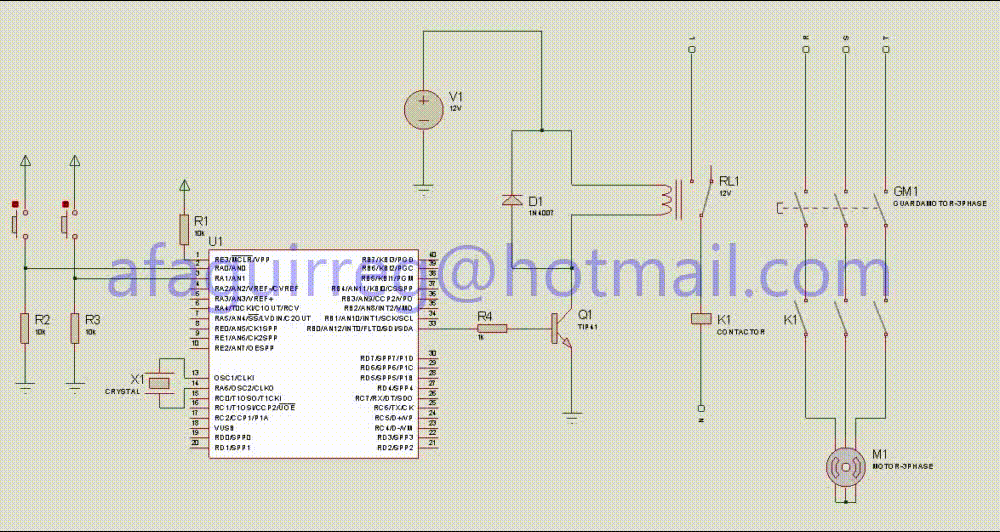 L
R
S
T
V1
12V
D1
1N4007
RL1
12V
GM1
GUARDAMOTOR-3PHASE
R1
10k
U1
afaguirre
@hotmail.com
R2
10k
R3
10k
X1
CRYSTAL
1 RE3/MCLR/VPP
2 RA0/AN0
3 RA1/AN1
4 RA2/AN2/VREF-/CVREF
5 RA3/AN3/VREF+
6 RA4/T0CKI/C1OUT/RCV
7 RA5/AN4/SS/LVDIN/C2OUT
8 RE0/AN5/CK1SPP
9 RE1/AN6/CK2SPP
10 RE2/AN7/OESPP
13 OSC1/CLKI
14 RA6/OSC2/CLKO
15 RC0/T1OSO/T1CKI
16 RC1/T1OSI/CCP2/UOE
17 RC2/CCP1/P1A
18 VUSB
19 RD0/SPP0
20 RD1/SPP1
RB7/KBI3/PGD 40
RB6/KBI2/PGC 39
RB5/KBI1/PGM 38
RB4/AN11/KBI0/CSSPP 37
RB3/AN9/CCP2/VPO 36
RB2/AN8/INT2/VMO 35
RB1/AN10/INT1/SCK/SCL 34
RB0/AN12/INT0/FLT0/SDI/SDA 33
RD7/SPP7/P1D 30
RD6/SPP6/P1C 29
RD5/SPP5/P1B 28
RD4/SPP4 27
RC7/RX/DT/SDO 26
RC6/TX/CK 25
RC5/D+/VP 24
RC4/D-/VM 23
RD3/SPP3 22
RD2/SPP2 21
R4
1k
Q1
TIP41
K1
CONTACTOR
K1
N
M1
MOTOR-3PHASE